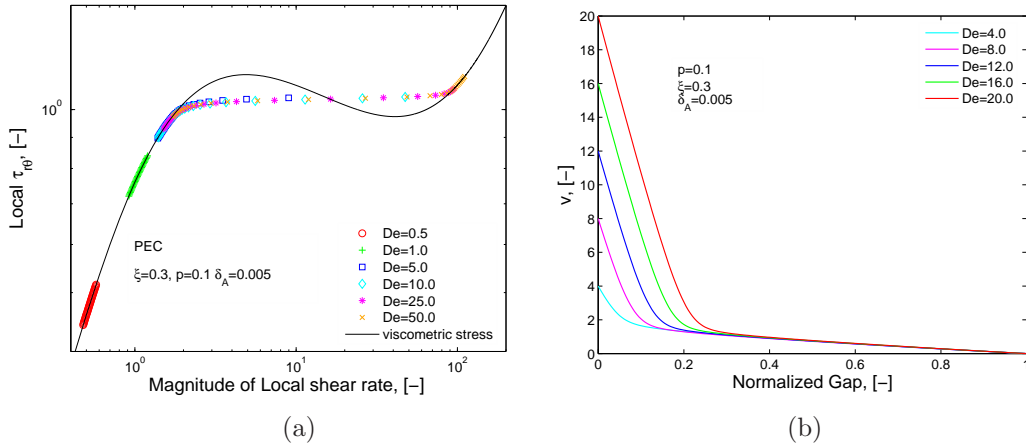 Local τrθ, [−]
10^0
PEC
ξ=0.3, p=0.1 δA=0.005
De=0.5
De=1.0
De=5.0
De=10.0
De=25.0
De=50.0
viscometric stress
10^0 10^1 10^2
Magnitude of Local shear rate, [−]
(a)
v, [−]
20
18
16
14
12
10
8
6
4
2
0
p=0.1
ξ=0.3
δA=0.005
De=4.0
De=8.0
De=12.0
De=16.0
De=20.0
0 0.2 0.4 0.6 0.8 1
Normalized Gap, [−]
(b)